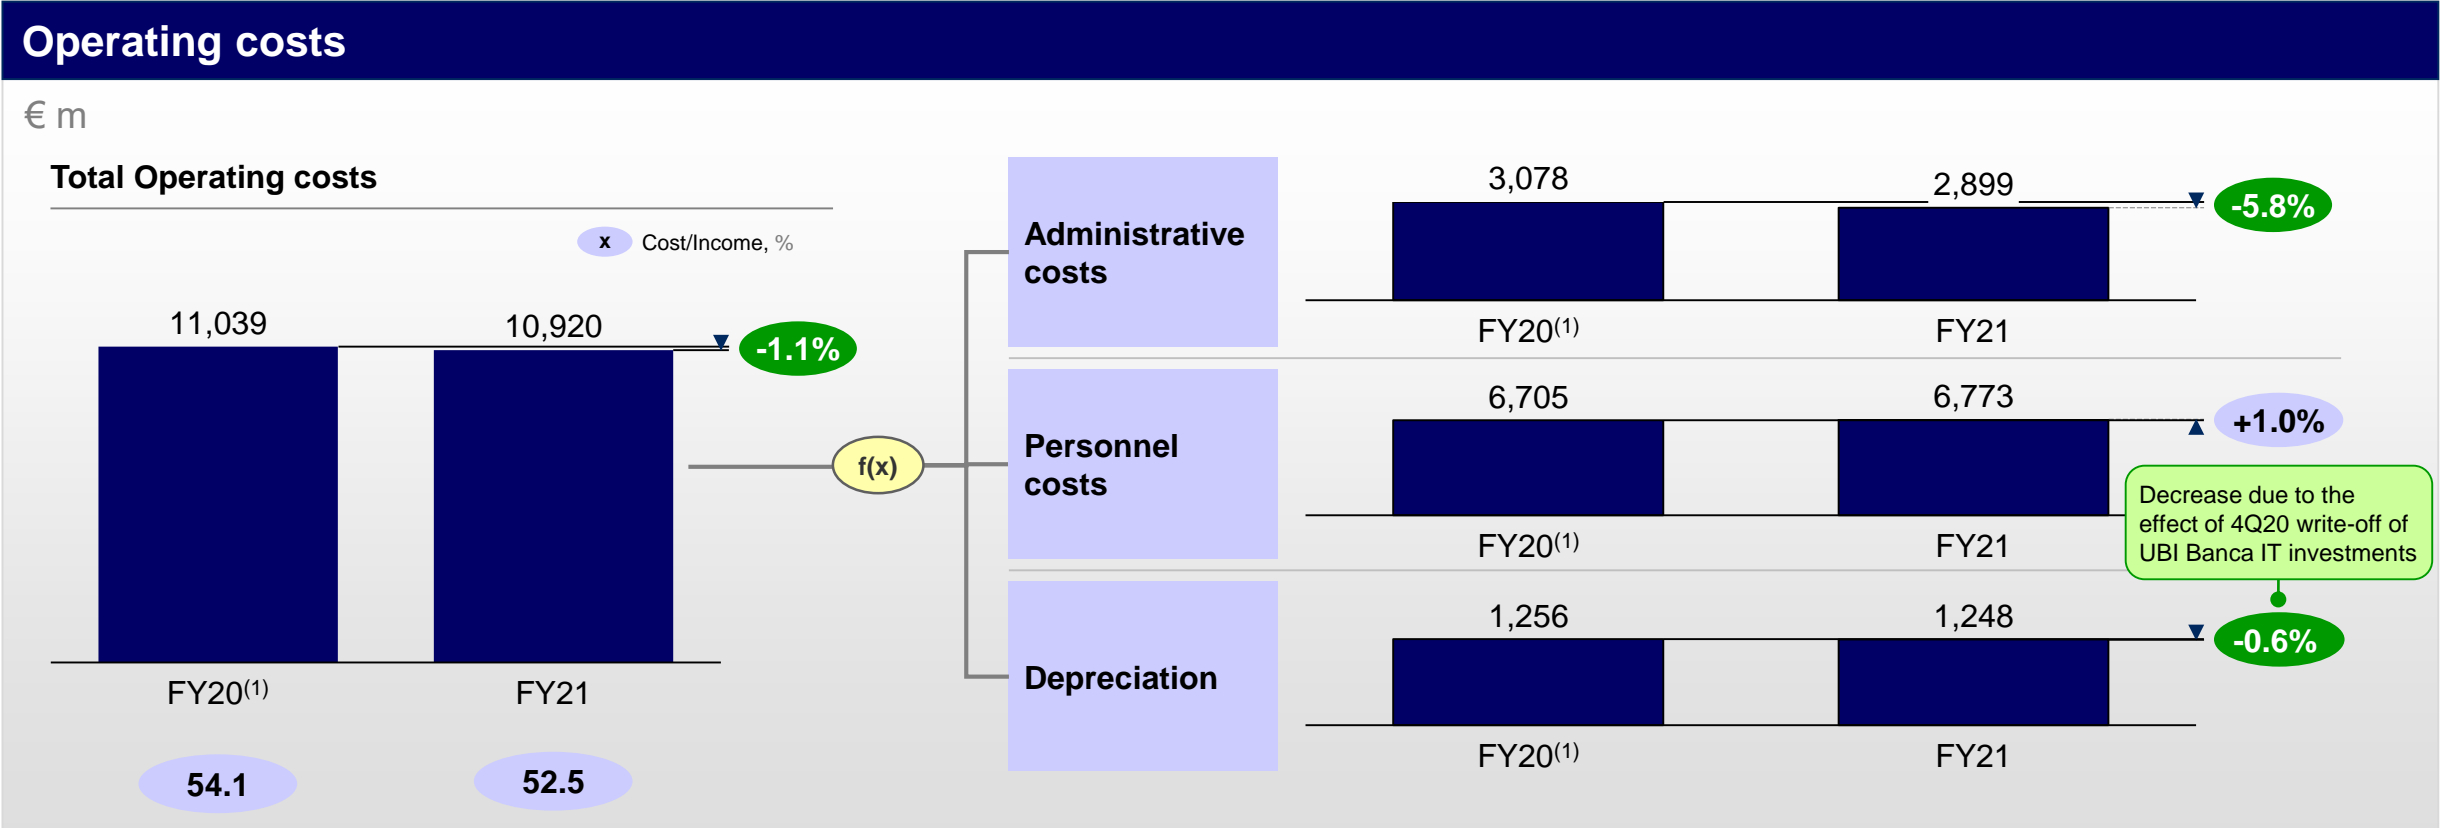 Operating costs
€ m
Total Operating costs
x Cost/Income, %
11,039
10,920
-1.1%
FY20(1)
FY21
54.1
52.5
f(x)
Administrative
costs
3,078
2,899
-5.8%
FY20(1)
FY21
Personnel
costs
6,705
6,773
+1.0%
FY20(1)
FY21
Decrease due to the
effect of 4Q20 write-off of
UBI Banca IT investments
Depreciation
1,256
1,248
-0.6%
FY20(1)
FY21